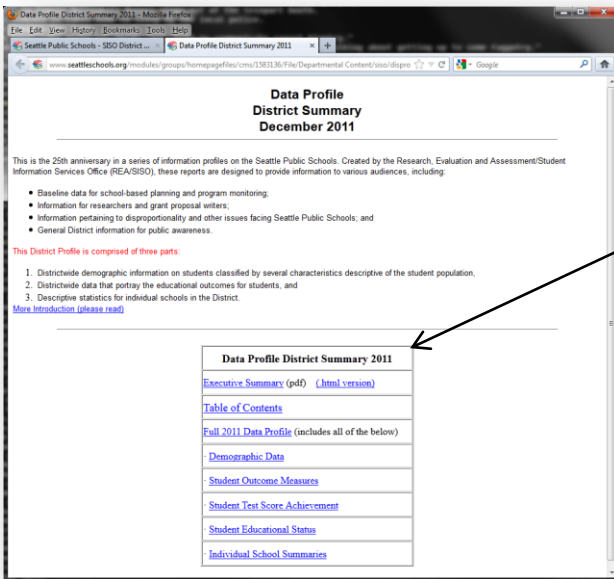 Data Profile District Summary 2011 - Mozilla Firefox
File Edit View History Bookmarks Tools Help
Seattle Public Schools - SISO District ... × Data Profile District Summary 2011 × +
www.seattleschools.org/modules/groups/homepagefiles/cms/1583136/File/Departmental Content/siso/dispro Google
Data Profile
District Summary
December 2011
This is the 25th anniversary in a series of information profiles on the Seattle Public Schools. Created by the Research, Evaluation and Assessment/Student
Information Services Office (REA/SISO), these reports are designed to provide information to various audiences, including:
• Baseline data for school-based planning and program monitoring;
• Information for researchers and grant proposal writers;
• Information pertaining to disproportionality and other issues facing Seattle Public Schools; and
• General District information for public awareness.
This District Profile is comprised of three parts:
1. Districtwide demographic information on students classified by several characteristics descriptive of the student population,
2. Districtwide data that portray the educational outcomes for students, and
3. Descriptive statistics for individual schools in the District.
More Introduction (please read)
Data Profile District Summary 2011
Executive Summary (pdf) (.html version)
Table of Contents
Full 2011 Data Profile (includes all of the below)
· Demographic Data
· Student Outcome Measures
· Student Test Score Achievement
· Student Educational Status
· Individual School Summaries